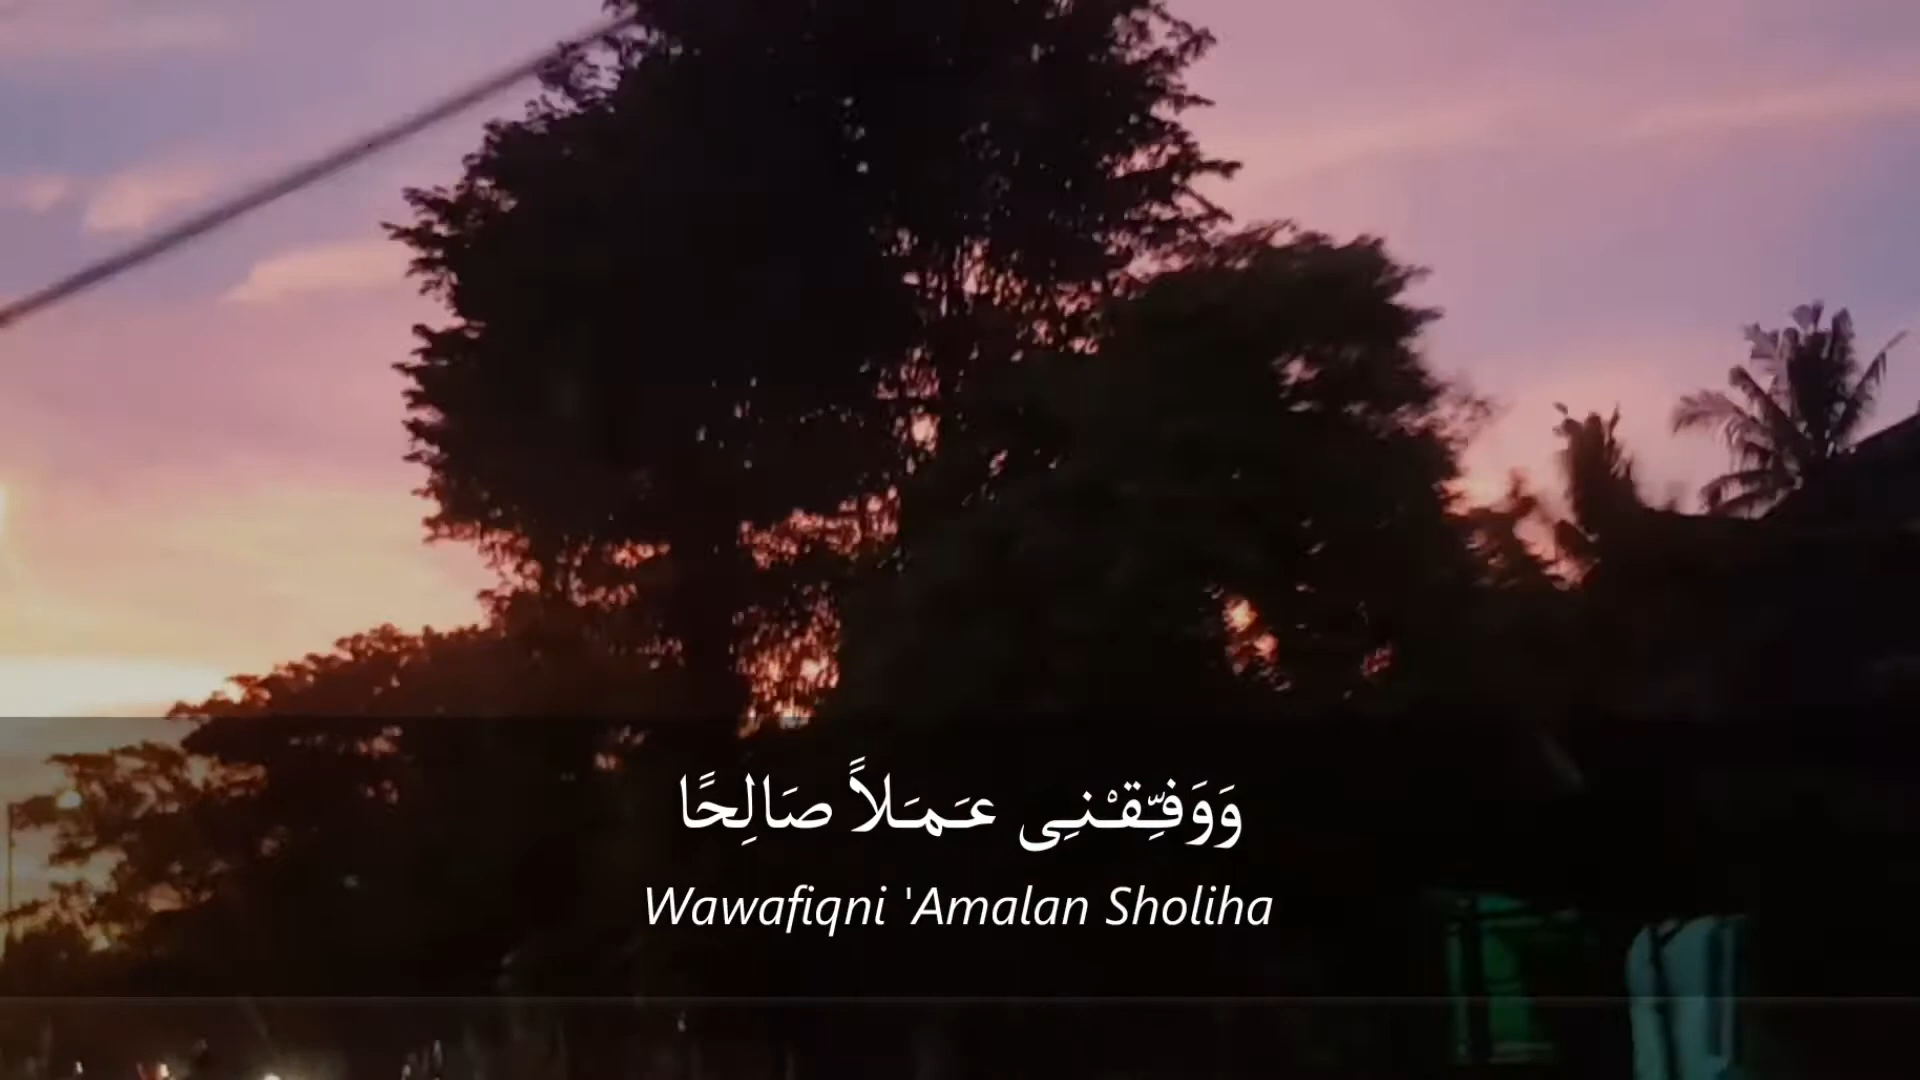 وَوَفِّقْنِى عَمَلاً صَالِحًا
Wawafiqni 'Amalan Sholiha